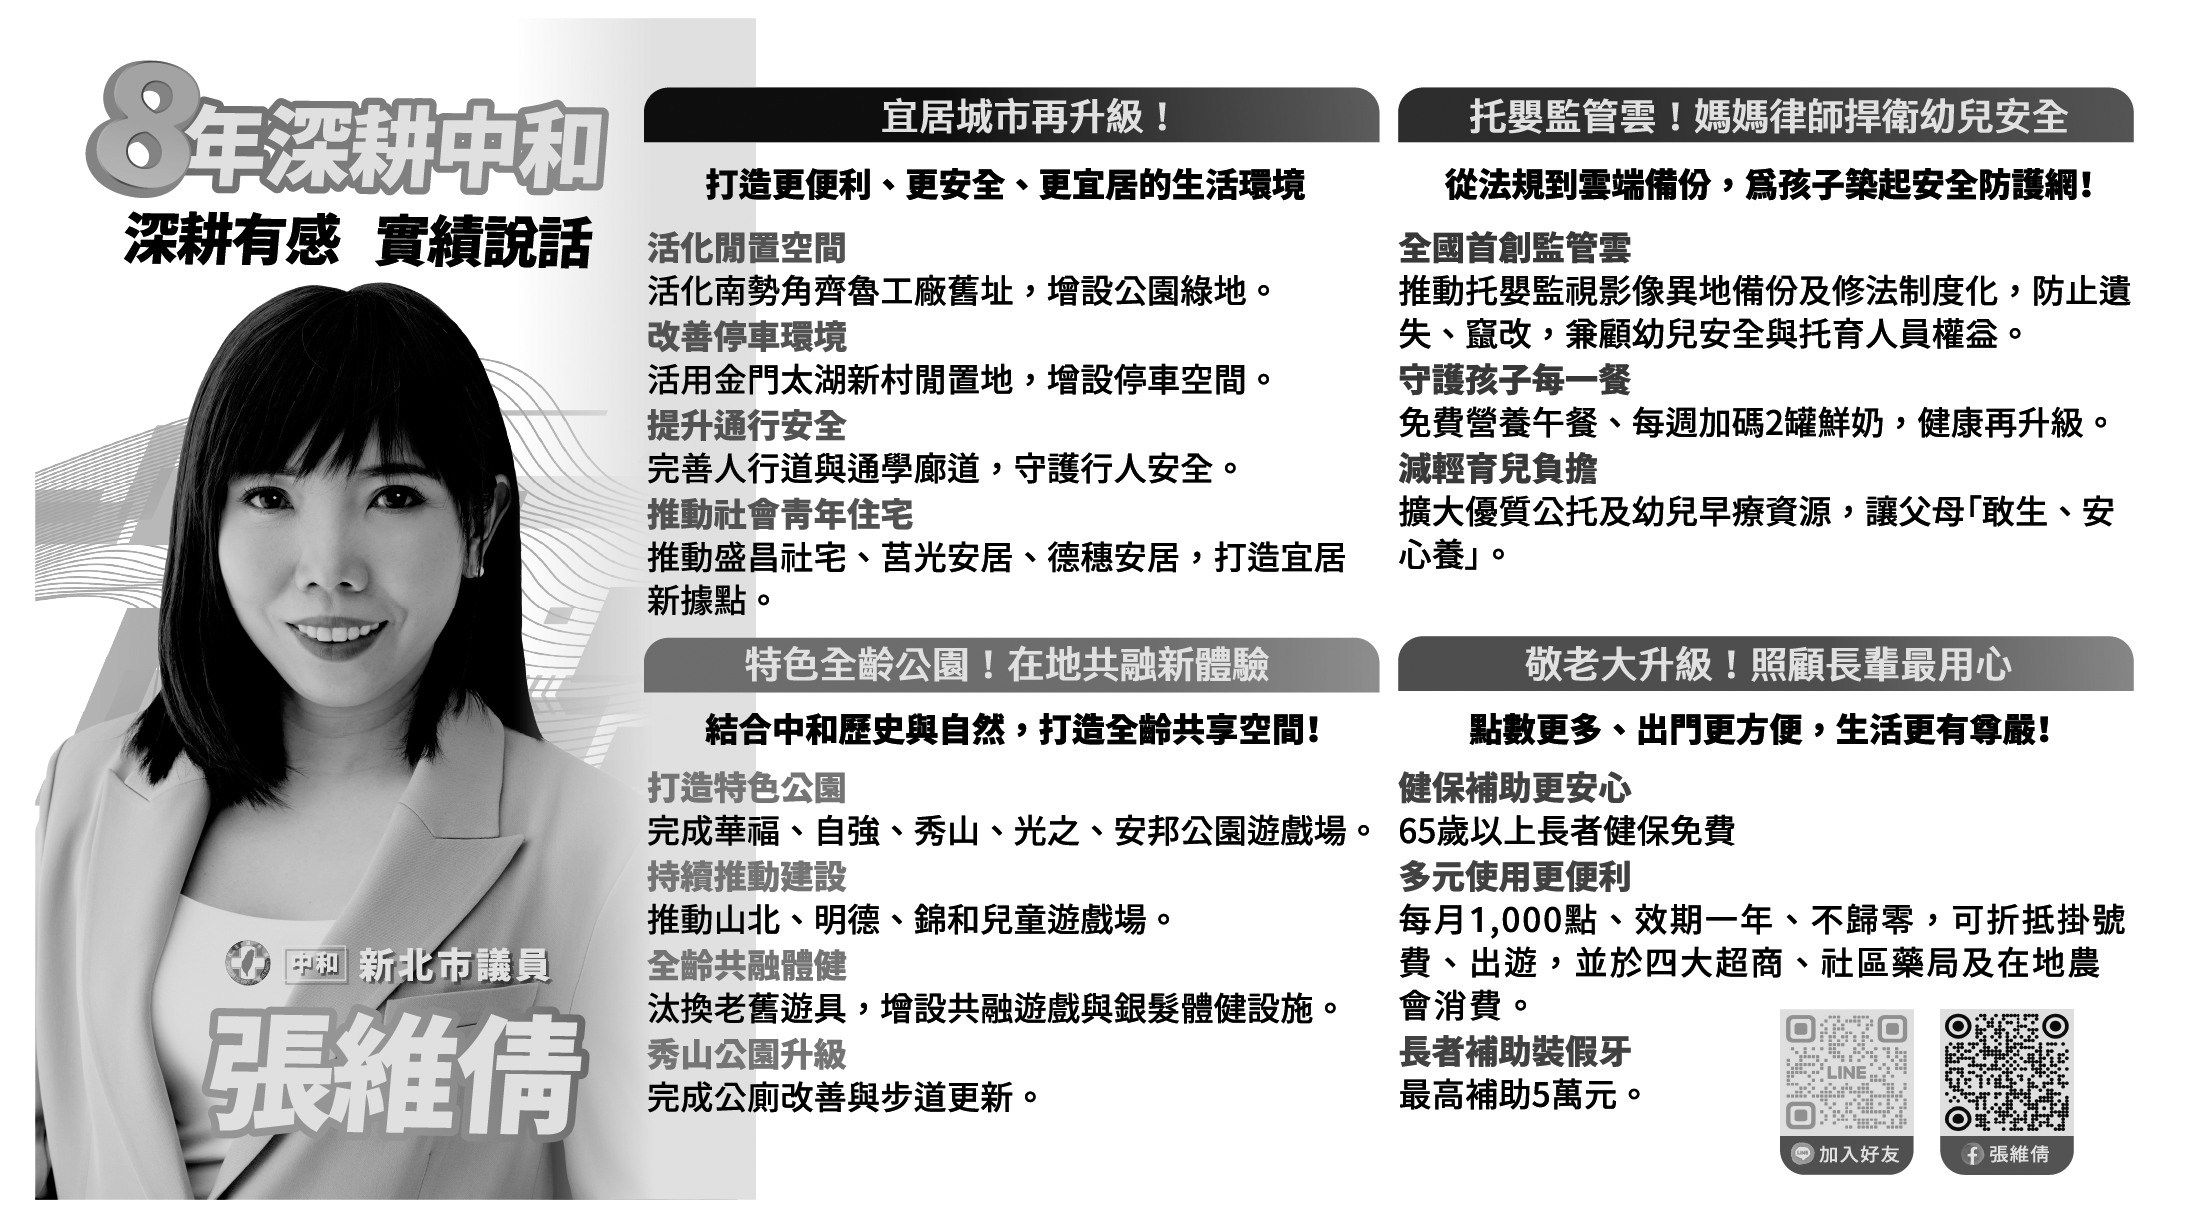 8年深耕中和
深耕有感 實績說話
中和 新北市議員
張維倩
宜居城市再升級！
打造更便利、更安全、更宜居的生活環境
活化閒置空間
活化南勢角齊魯工廠舊址，增設公園綠地。
改善停車環境
活用金門太湖新村閒置地，增設停車空間。
提升通行安全
完善人行道與通學廊道，守護行人安全。
推動社會青年住宅
推動盛昌社宅、莒光安居、德穗安居，打造宜居
新據點。
托嬰監管雲！媽媽律師捍衛幼兒安全
從法規到雲端備份，為孩子築起安全防護網！
全國首創監管雲
推動托嬰監視影像異地備份及修法制度化，防止遺
失、竄改，兼顧幼兒安全與托育人員權益。
守護孩子每一餐
免費營養午餐、每週加碼2罐鮮奶，健康再升級。
減輕育兒負擔
擴大優質公托及幼兒早療資源，讓父母「敢生、安
心養」。
特色全齡公園！在地共融新體驗
結合中和歷史與自然，打造全齡共享空間！
打造特色公園
完成華福、自強、秀山、光之、安邦公園遊戲場。
持續推動建設
推動山北、明德、錦和兒童遊戲場。
全齡共融體健
汰換老舊遊具，增設共融遊戲與銀髮體健設施。
秀山公園升級
完成公廁改善與步道更新。
敬老大升級！照顧長輩最用心
點數更多、出門更方便，生活更有尊嚴！
健保補助更安心
65歲以上長者健保免費
多元使用更便利
每月1,000點、效期一年、不歸零，可折抵掛號
費、出遊，並於四大超商、社區藥局及在地農
會消費。
長者補助裝假牙
最高補助5萬元。
LINE
加入好友
張維倩